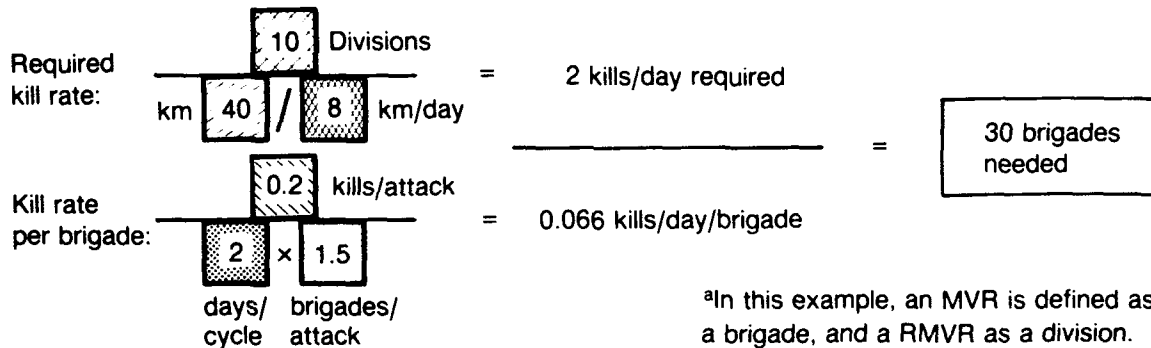 Required kill rate:
10 Divisions
km 40 / 8 km/day
= 2 kills/day required
Kill rate per brigade:
0.2 kills/attack
2 × 1.5
days/cycle brigades/attack
= 0.066 kills/day/brigade
= 30 brigades needed
aIn this example, an MVR is defined as
a brigade, and a RMVR as a division.